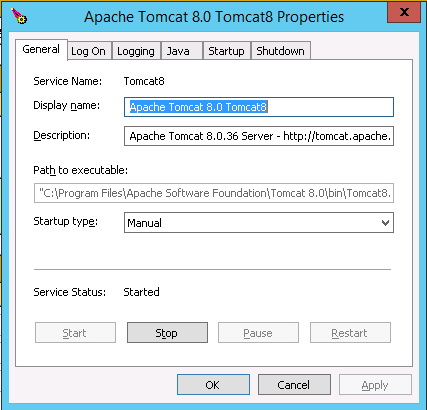 Apache Tomcat 8.0 Tomcat8 Properties
General Log On Logging Java Startup Shutdown
Service Name: Tomcat8
Display name: Apache Tomcat 8.0 Tomcat8
Description: Apache Tomcat 8.0.36 Server - http://tomcat.apache.
Path to executable:
"C:\Program Files\Apache Software Foundation\Tomcat 8.0\bin\Tomcat8.
Startup type: Manual
Service Status: Started
Start Stop Pause Restart
OK Cancel Apply